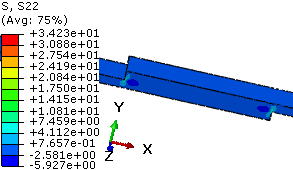 S, S22
(Avg: 75%)
+3.423e+01
+3.088e+01
+2.754e+01
+2.419e+01
+2.084e+01
+1.750e+01
+1.415e+01
+1.081e+01
+7.459e+00
+4.112e+00
+7.657e-01
-2.581e+00
-5.927e+00
Y
X
Z